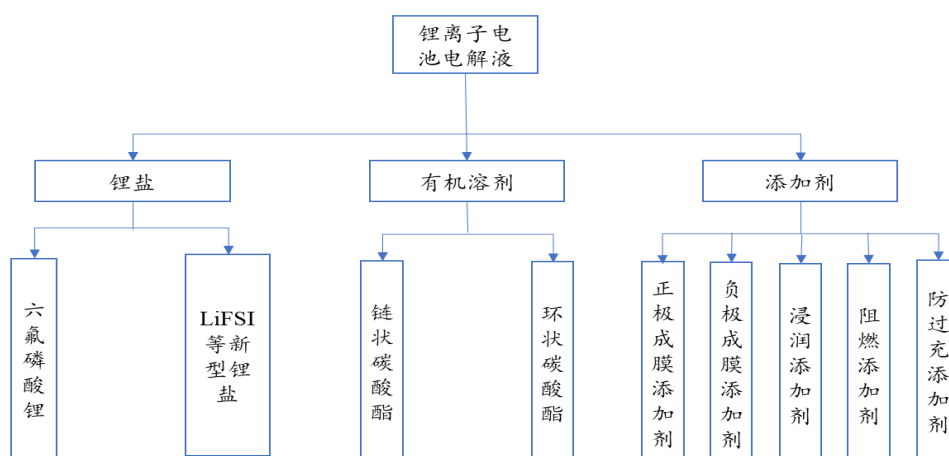 锂离子电
池电解液
锂盐
有机溶剂
添加剂
六氟磷酸锂
LiFSI
等新
型锂
盐
链状碳酸酯
环状碳酸酯
正极成膜添加剂
负极成膜添加剂
浸润添加剂
阻燃添加剂
防过充添加剂